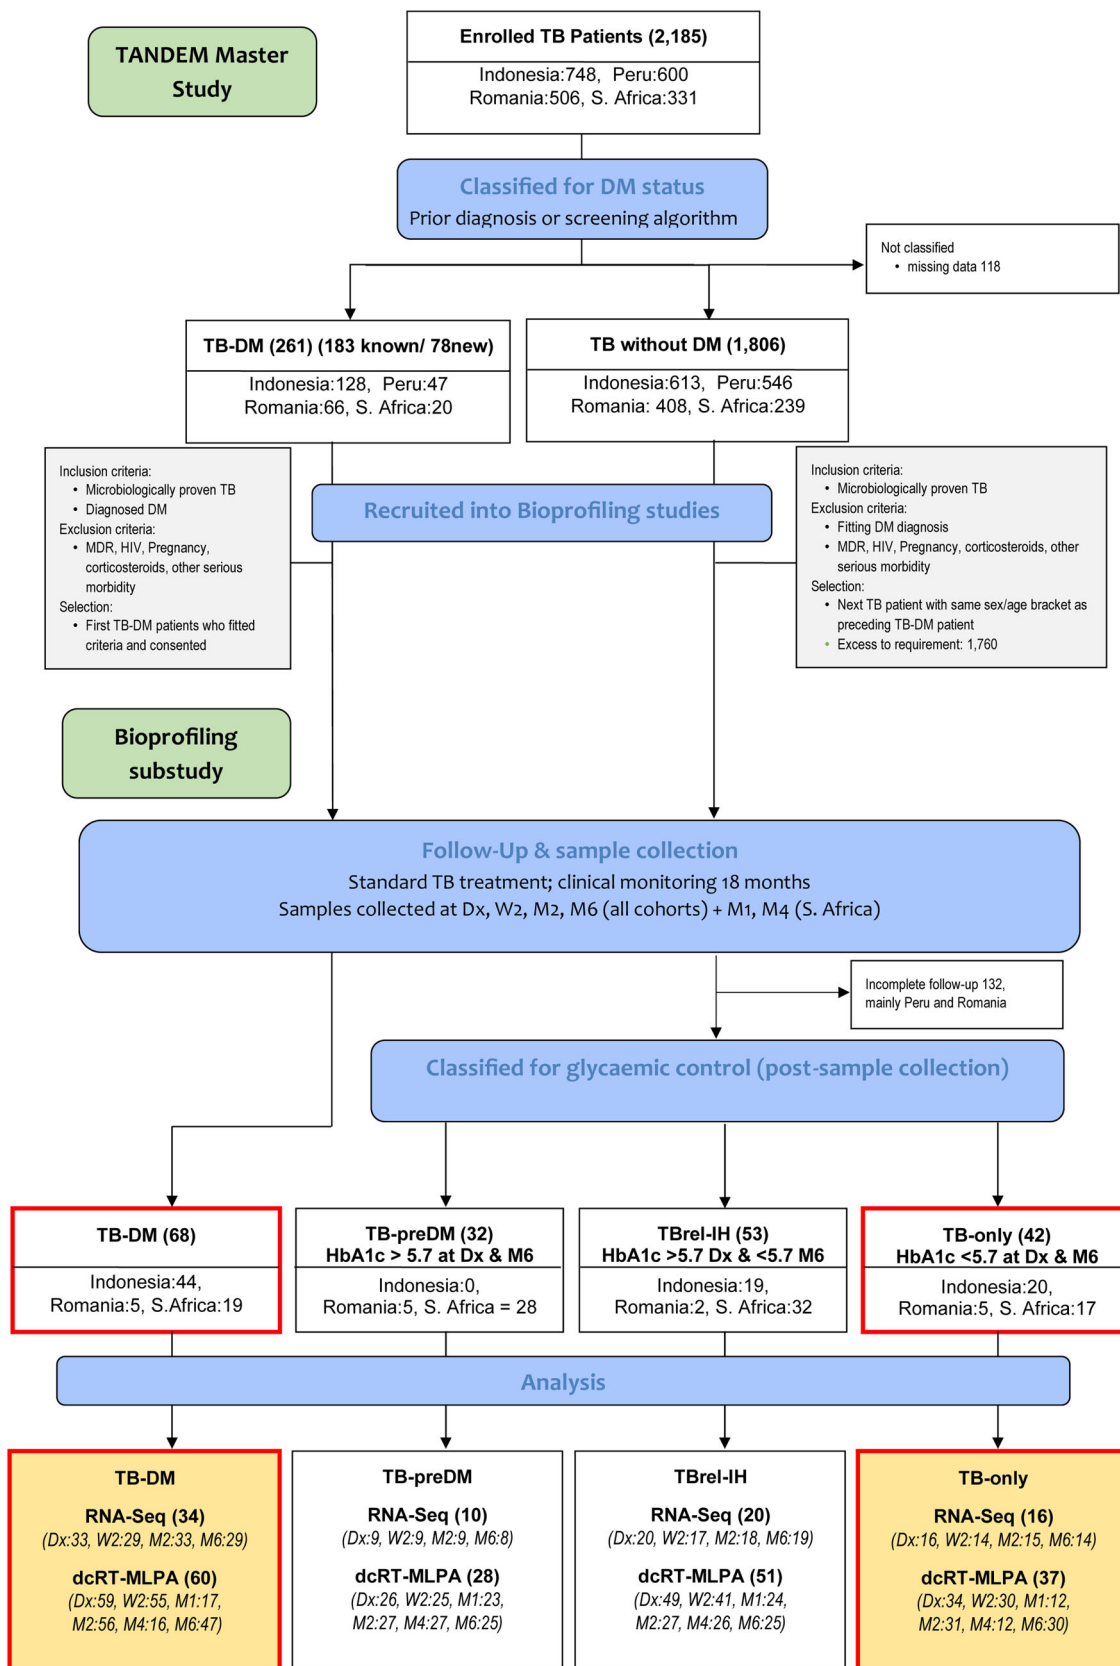 TANDEM Master
Study
Enrolled TB Patients (2,185)
Indonesia:748, Peru:600
Romania:506, S. Africa:331
Classified for DM status
Prior diagnosis or screening algorithm
Not classified
• missing data 118
TB-DM (261) (183 known/ 78new)
Indonesia:128, Peru:47
Romania:66, S. Africa:20
TB without DM (1,806)
Indonesia:613, Peru:546
Romania: 408, S. Africa:239
Inclusion criteria:
• Microbiologically proven TB
• Diagnosed DM
Exclusion criteria:
• MDR, HIV, Pregnancy,
corticosteroids, other serious
morbidity
Selection:
• First TB-DM patients who fitted
criteria and consented
Recruited into Bioprofiling studies
Inclusion criteria:
• Microbiologically proven TB
Exclusion criteria:
• Fitting DM diagnosis
• MDR, HIV, Pregnancy, corticosteroids, other
serious morbidity
Selection:
• Next TB patient with same sex/age bracket as
preceding TB-DM patient
• Excess to requirement: 1,760
Bioprofiling
substudy
Follow-Up & sample collection
Standard TB treatment; clinical monitoring 18 months
Samples collected at Dx, W2, M2, M6 (all cohorts) + M1, M4 (S. Africa)
Incomplete follow-up 132,
mainly Peru and Romania
Classified for glycaemic control (post-sample collection)
TB-DM (68)
Indonesia:44,
Romania:5, S.Africa:19
TB-preDM (32)
HbA1c > 5.7 at Dx & M6
Indonesia:0,
Romania:5, S. Africa = 28
TBrel-IH (53)
HbA1c >5.7 Dx & <5.7 M6
Indonesia:19,
Romania:2, S. Africa:32
TB-only (42)
HbA1c <5.7 at Dx & M6
Indonesia:20,
Romania:5, S. Africa:17
Analysis
TB-DM
RNA-Seq (34)
(Dx:33, W2:29, M2:33, M6:29)
dcRT-MLPA (60)
(Dx:59, W2:55, M1:17,
M2:56, M4:16, M6:47)
TB-preDM
RNA-Seq (10)
(Dx:9, W2:9, M2:9, M6:8)
dcRT-MLPA (28)
(Dx:26, W2:25, M1:23,
M2:27, M4:27, M6:25)
TBrel-IH
RNA-Seq (20)
(Dx:20, W2:17, M2:18, M6:19)
dcRT-MLPA (51)
(Dx:49, W2:41, M1:24,
M2:27, M4:26, M6:25)
TB-only
RNA-Seq (16)
(Dx:16, W2:14, M2:15, M6:14)
dcRT-MLPA (37)
(Dx:34, W2:30, M1:12,
M2:31, M4:12, M6:30)